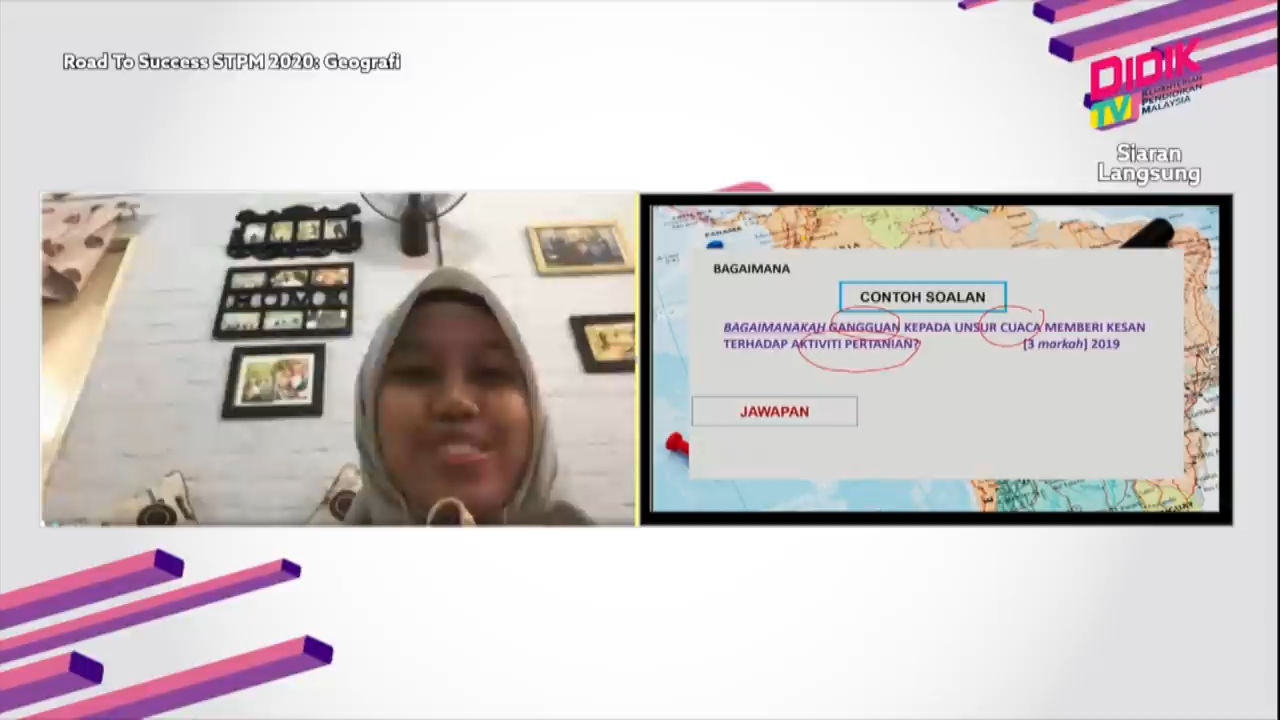 Road To Success STPM 2020: Geografi
DIDIK
TV
KEMENTERIAN
PENDIDIKAN
MALAYSIA
Siaran
Langsung
HOME
PANAMA
BAGAIMANA
CONTOH SOALAN
BAGAIMANAKAH GANGGUAN KEPADA UNSUR CUACA MEMBERI KESAN
TERHADAP AKTIVITI PERTANIAN? [3 markah] 2019
JAWAPAN